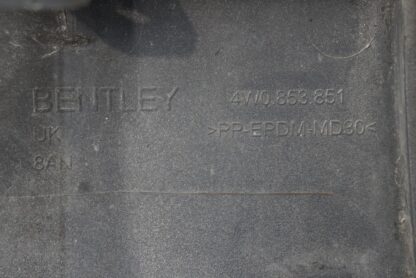 BENTLEY 4W0.853.851
UK >PP-EPDM-MD30<
8AN